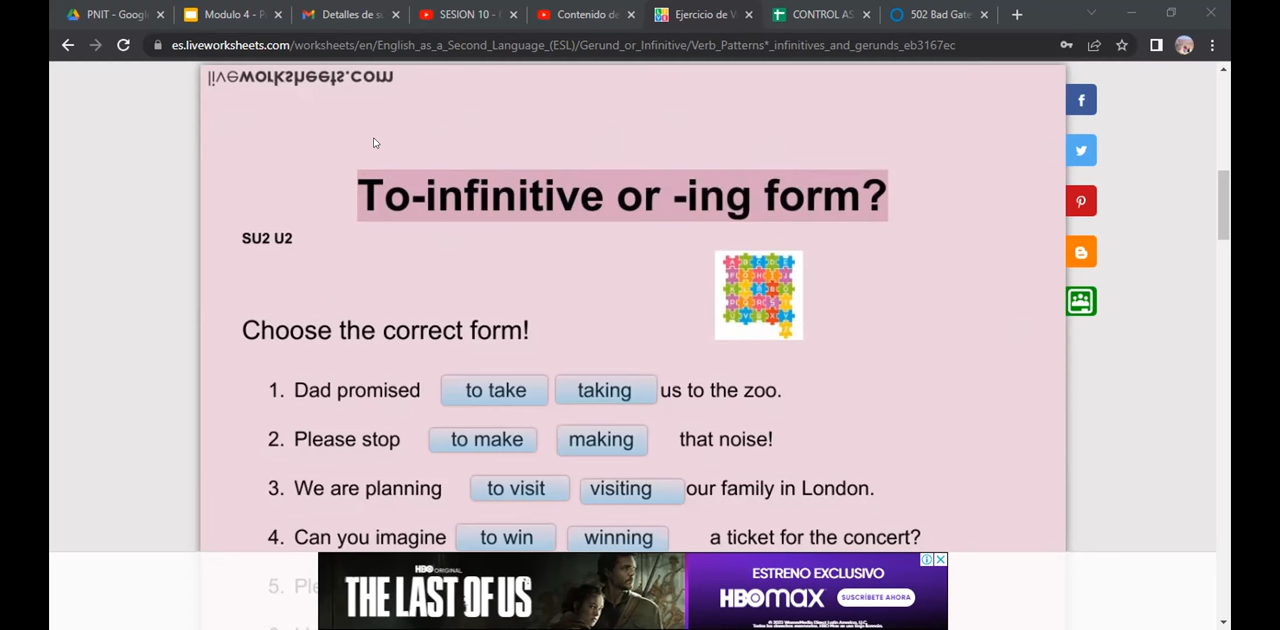 PNIT - Googl
Modulo 4 - P
Detalles de su
SESION 10 -
Contenido de
Ejercicio de V
CONTROL AS
502 Bad Gate
es.liveworksheets.com/worksheets/en/English_as_a_Second_Language_(ESL)/Gerund_or_Infinitive/Verb_Patterns*_infinitives_and_gerunds_eb3167ec
liveworksheets.com
To-infinitive or -ing form?
SU2 U2
Choose the correct form!
1. Dad promised to take taking us to the zoo.
2. Please stop to make making that noise!
3. We are planning to visit visiting our family in London.
4. Can you imagine to win winning a ticket for the concert?
5. Ple
HBO ORIGINAL
THE LAST OF US
ESTRENO EXCLUSIVO
HBOmax
SUSCRÍBETE AHORA